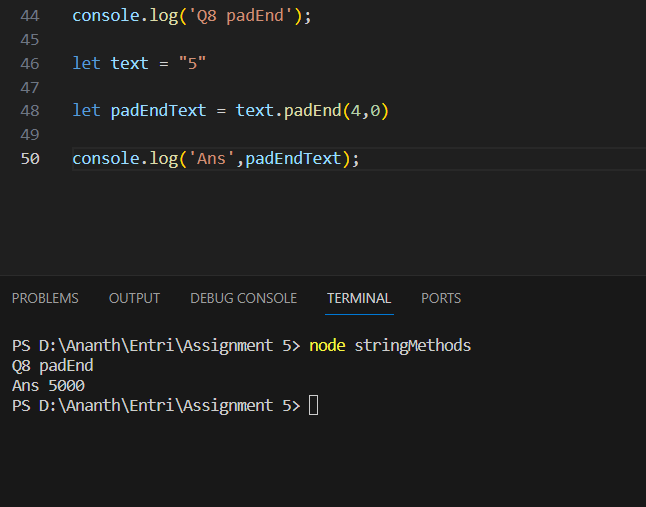 44 console.log('Q8 padEnd');
45
46 let text = "5"
47
48 let padEndText = text.padEnd(4,0)
49
50 console.log('Ans',padEndText);
PROBLEMS OUTPUT DEBUG CONSOLE TERMINAL PORTS
PS D:\Ananth\Entri\Assignment 5> node stringMethods
Q8 padEnd
Ans 5000
PS D:\Ananth\Entri\Assignment 5>